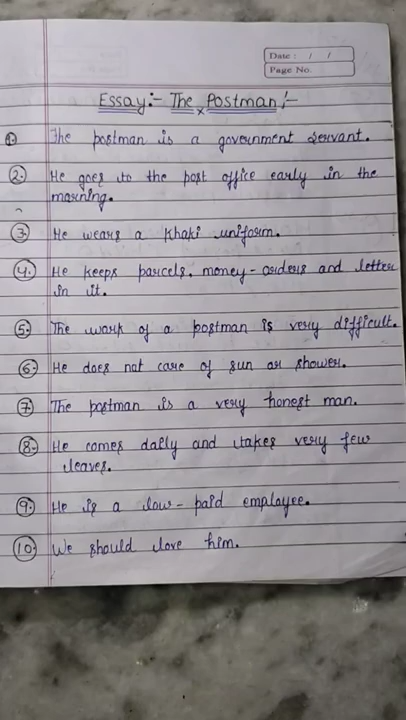 Date : / /
Page No.
Essay:- The Postman:-
1. The postman is a government servant.
2. He goes to the post office early in the
morning.
3. He wears a Khaki uniform.
4. He keeps parcels, money-orders and letter
in it.
5. The work of a postman is very difficult.
6. He does not care of sun or shower.
7. The postman is a very honest man.
8. He comes daily and takes very few
leaves.
9. He is a low-paid employee.
10. We should love him.